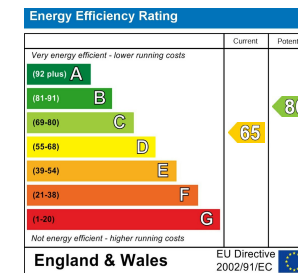 Energy Efficiency Rating
Current
Very energy efficient - lower running costs
(92 plus) A
(81-91) B
(69-80) C
(55-68) D
(39-54) E
(21-38) F
(1-20) G
65
Not energy efficient - higher running costs
England & Wales
EU Directive
2002/91/EC